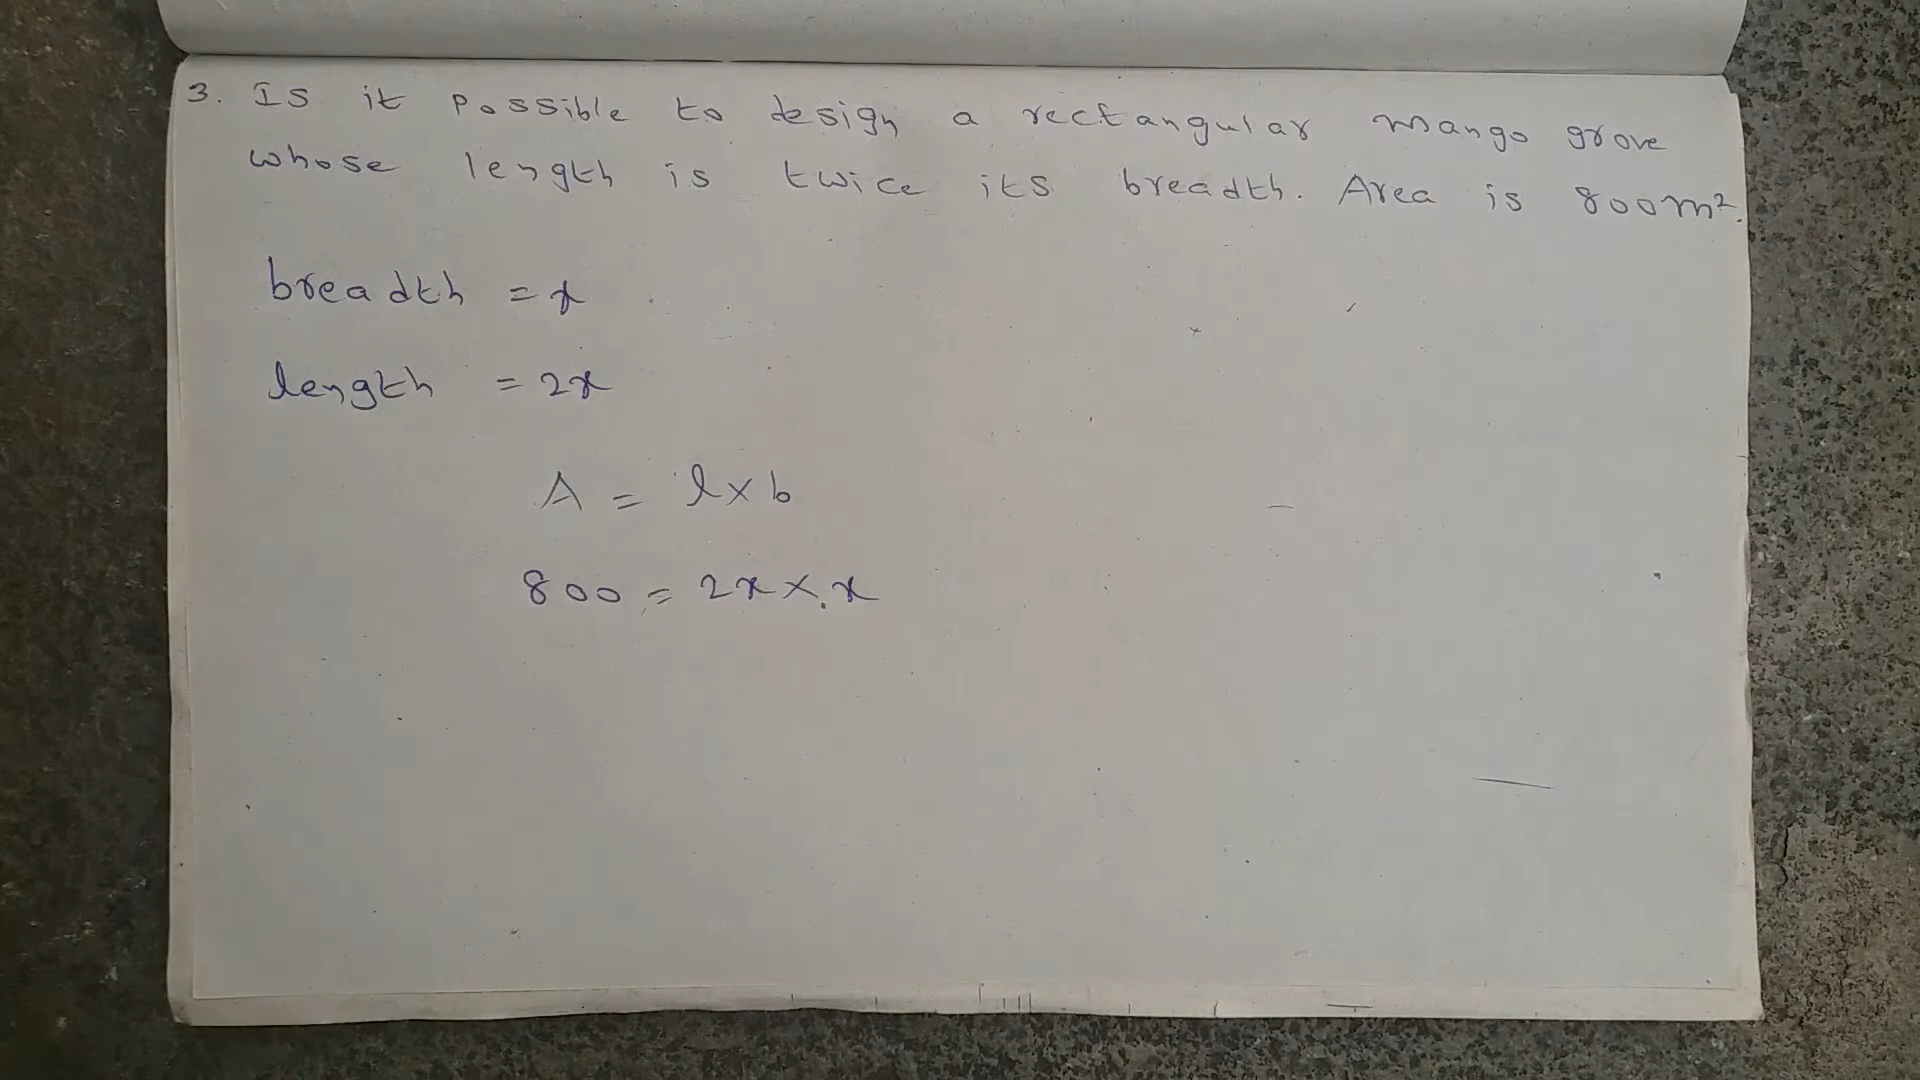 3. Is it possible to design a rectangular mango grove
whose length is twice its breadth. Area is 800m².
breadth = x
length = 2x
A = l×b
800 = 2x × x